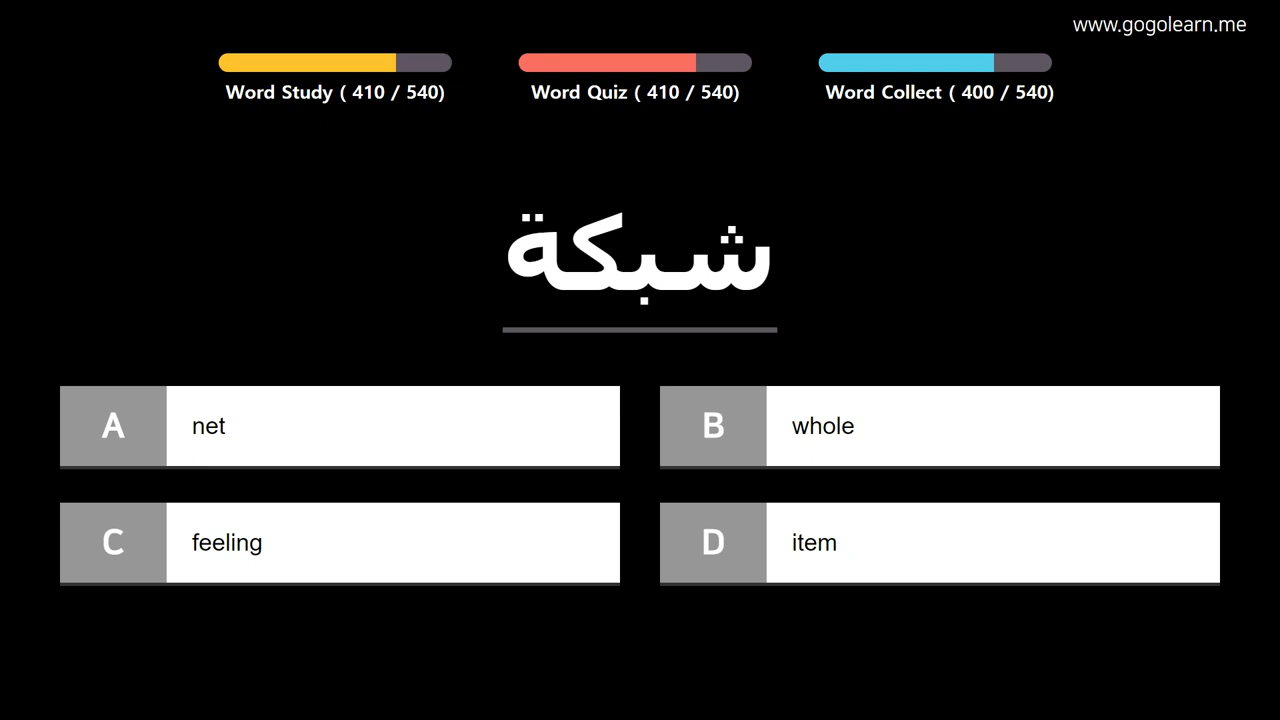 www.gogolearn.me
Word Study ( 410 / 540)
Word Quiz ( 410 / 540)
Word Collect ( 400 / 540)
شبكة
A net
B whole
C feeling
D item